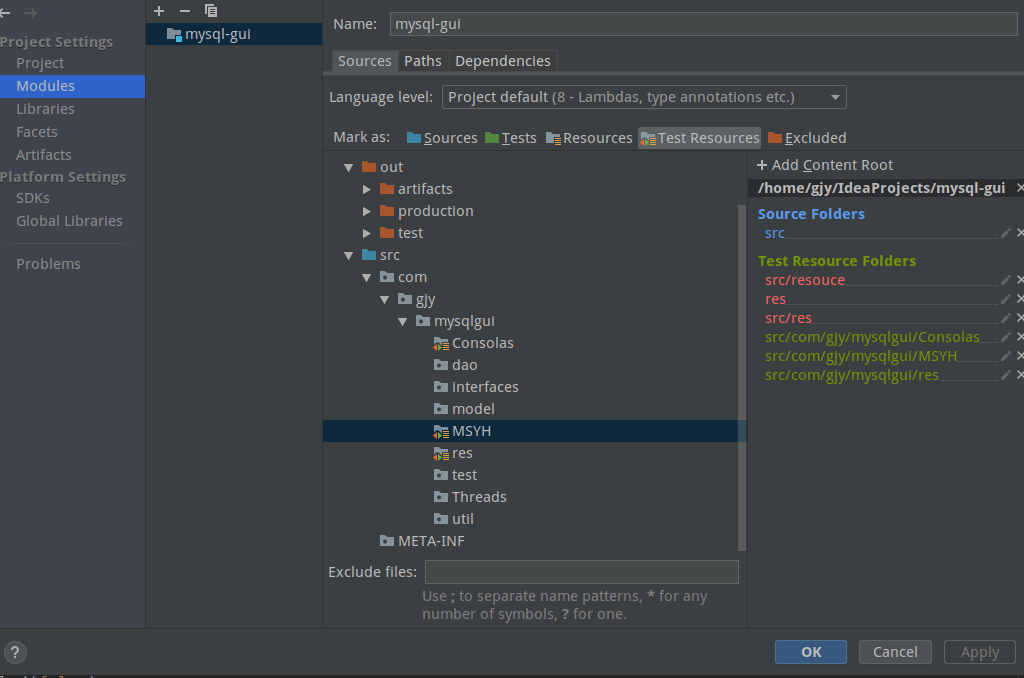 Project Settings
Project
Modules
Libraries
Facets
Artifacts
Platform Settings
SDKs
Global Libraries
Problems
mysql-gui
Name: mysql-gui
Sources Paths Dependencies
Language level: Project default (8 - Lambdas, type annotations etc.)
Mark as: Sources Tests Resources Test Resources Excluded
out
artifacts
production
test
src
com
gjy
mysqlgui
Consolas
dao
interfaces
model
MSYH
res
test
Threads
util
META-INF
Exclude files:
Use ; to separate name patterns, * for any
number of symbols, ? for one.
+ Add Content Root
/home/gjy/IdeaProjects/mysql-gui
Source Folders
src
Test Resource Folders
src/resouce
res
src/res
src/com/gjy/mysqlgui/Consolas
src/com/gjy/mysqlgui/MSYH
src/com/gjy/mysqlgui/res
? OK Cancel Apply